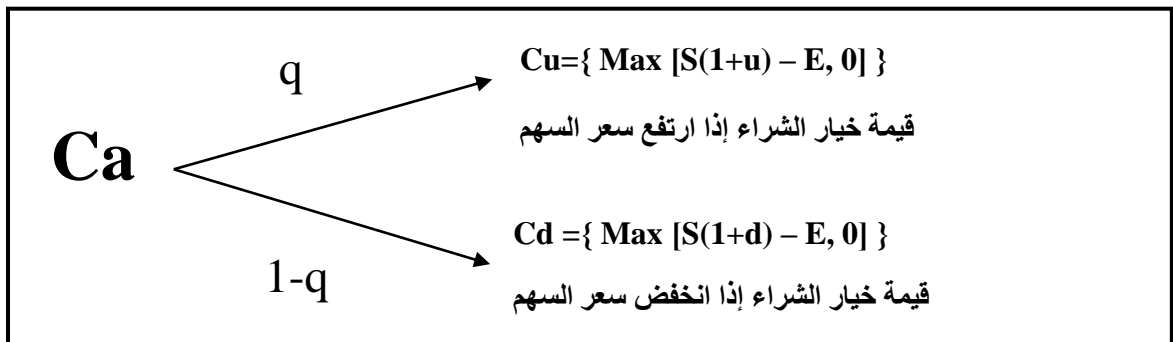 Cu={ Max [S(1+u) – E, 0] }
q
قيمة خيار الشراء إذا ارتفع سعر السهم
Ca
Cd ={ Max [S(1+d) – E, 0] }
1-q
قيمة خيار الشراء إذا انخفض سعر السهم